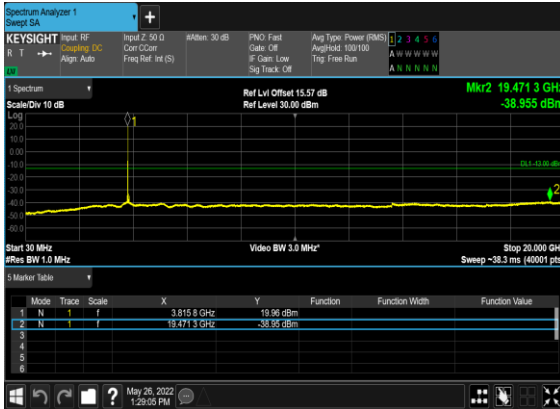 Spectrum Analyzer 1
Swept SA
+
KEYSIGHT Input: RF Input Z: 50 Ω #Atten: 30 dB PNO: Fast Avg Type: Power (RMS) 1 2 3 4 5 6
R T Coupling: DC Corr CCorr Gate: Off Avg|Hold: 100/100 A W W W W W
Align: Auto Freq Ref: Int (S) IF Gain: Low Trig: Free Run
Sig Track: Off A N N N N N
1 Spectrum Ref Lvl Offset 15.57 dB Mkr2 19.471 3 GHz
Scale/Div 10 dB Ref Level 30.00 dBm -38.955 dBm
Log
20.0
10.0
0.00
-10.0
-20.0
-30.0
-40.0
-50.0
-60.0
1
DL1 -13.00 dBm
2
Start 30 MHz Video BW 3.0 MHz* Stop 20.000 GHz
#Res BW 1.0 MHz Sweep ~38.3 ms (40001 pts)
5 Marker Table
Mode Trace Scale X Y Function Function Width Function Value
1 N 1 f 3.815 8 GHz 19.96 dBm
2 N 1 f 19.471 3 GHz -38.95 dBm
3
4
5
6
? May 26, 2022
1:29:05 PM